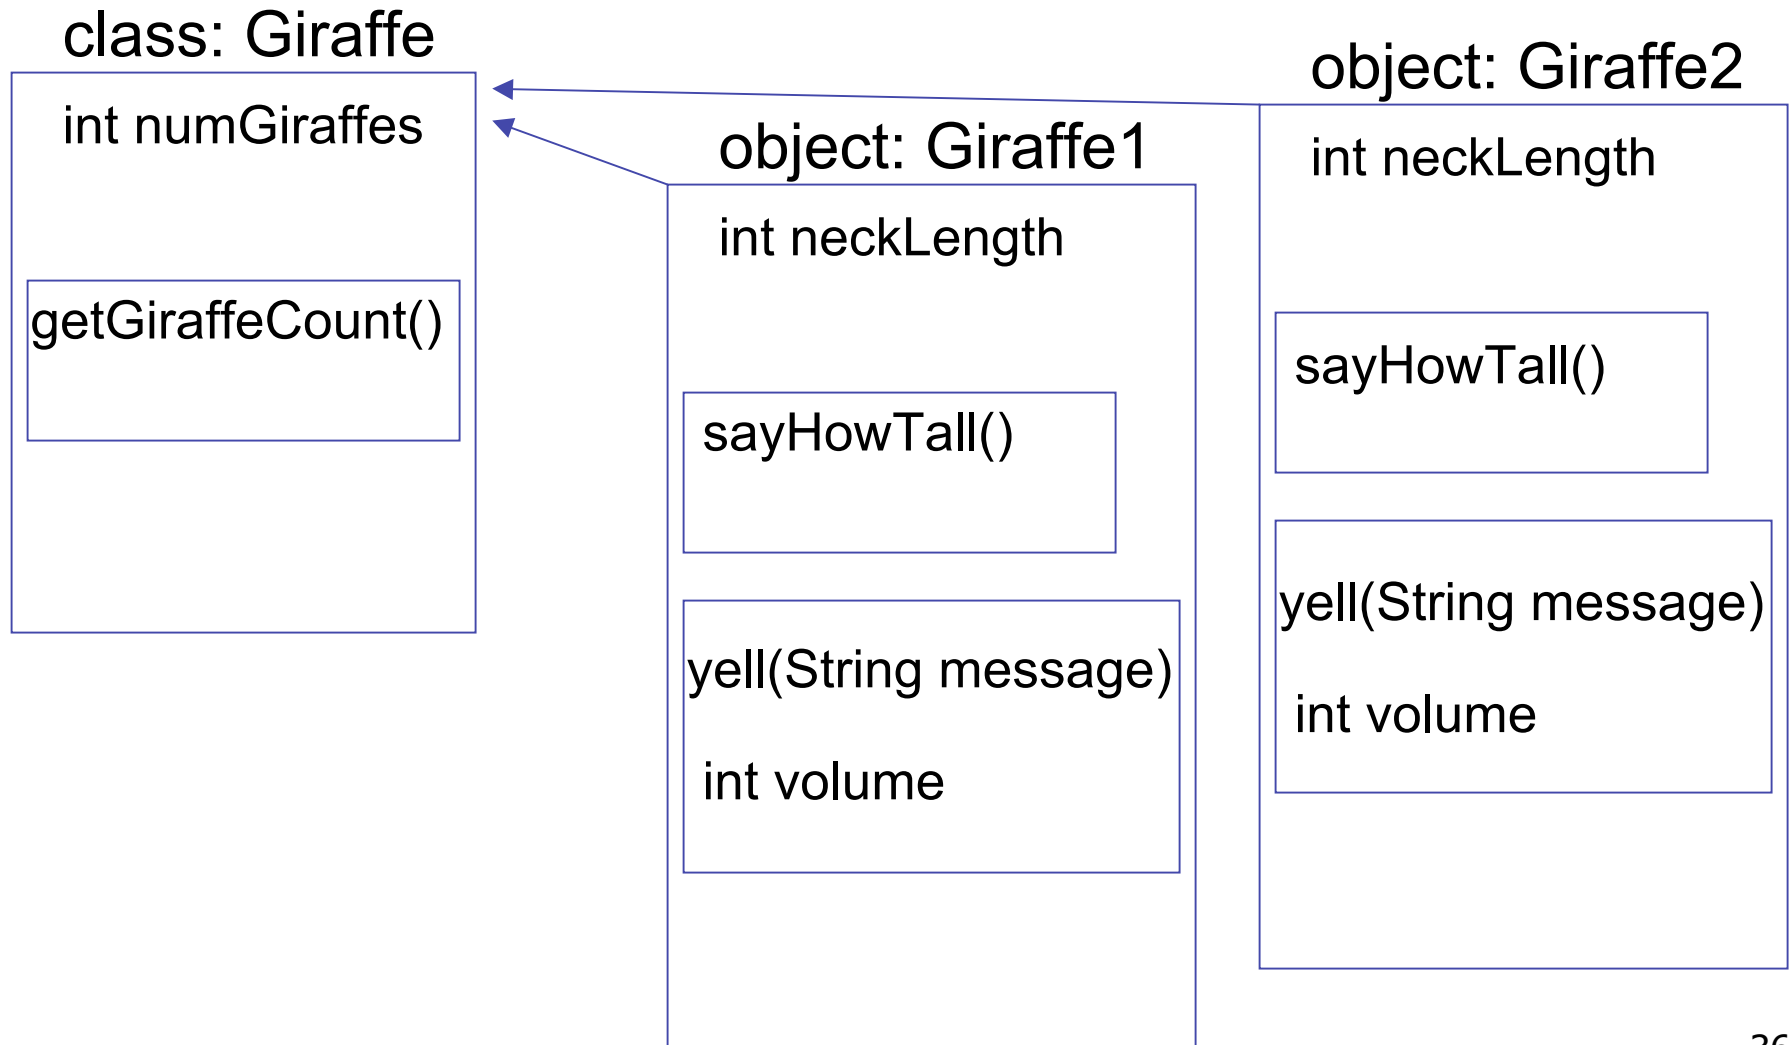 class: Giraffe
int numGiraffes
getGiraffeCount()
object: Giraffe1
int neckLength
sayHowTall()
yell(String message)
int volume
object: Giraffe2
int neckLength
sayHowTall()
yell(String message)
int volume